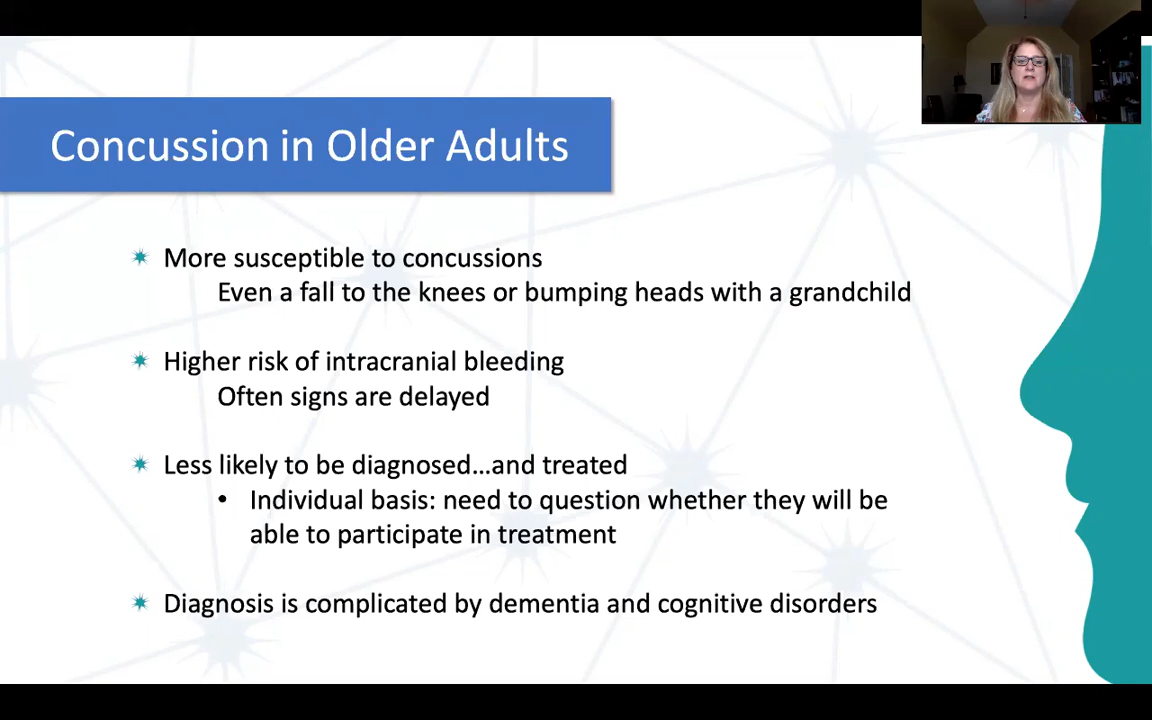 Concussion in Older Adults
More susceptible to concussions
Even a fall to the knees or bumping heads with a grandchild
Higher risk of intracranial bleeding
Often signs are delayed
Less likely to be diagnosed...and treated
• Individual basis: need to question whether they will be
able to participate in treatment
Diagnosis is complicated by dementia and cognitive disorders